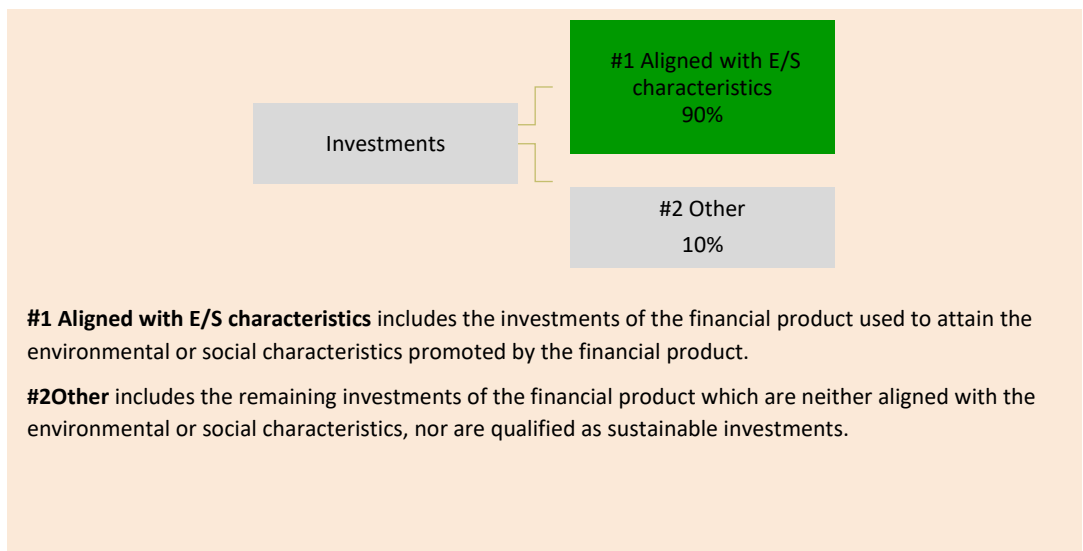 #1 Aligned with E/S
characteristics
90%
Investments
#2 Other
10%
#1 Aligned with E/S characteristics includes the investments of the financial product used to attain the
environmental or social characteristics promoted by the financial product.
#2Other includes the remaining investments of the financial product which are neither aligned with the
environmental or social characteristics, nor are qualified as sustainable investments.